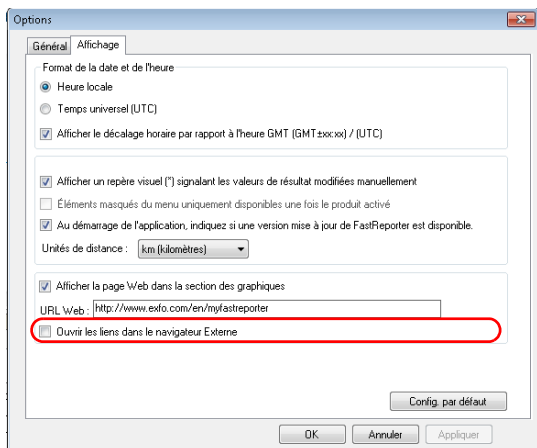 Options
Général Affichage
Format de la date et de l'heure
Heure locale
Temps universel (UTC)
Afficher le décalage horaire par rapport à l'heure GMT (GMT±xx:xx) / (UTC)
Afficher un repère visuel (*) signalant les valeurs de résultat modifiées manuellement
Éléments masqués du menu uniquement disponibles une fois le produit activé
Au démarrage de l'application, indiquez si une version mise à jour de FastReporter est disponible.
Unités de distance : km (kilomètres)
Afficher la page Web dans la section des graphiques
URL Web : http://www.exfo.com/en/myfastreporter
Ouvrir les liens dans le navigateur Externe
Config. par défaut
OK Annuler Appliquer